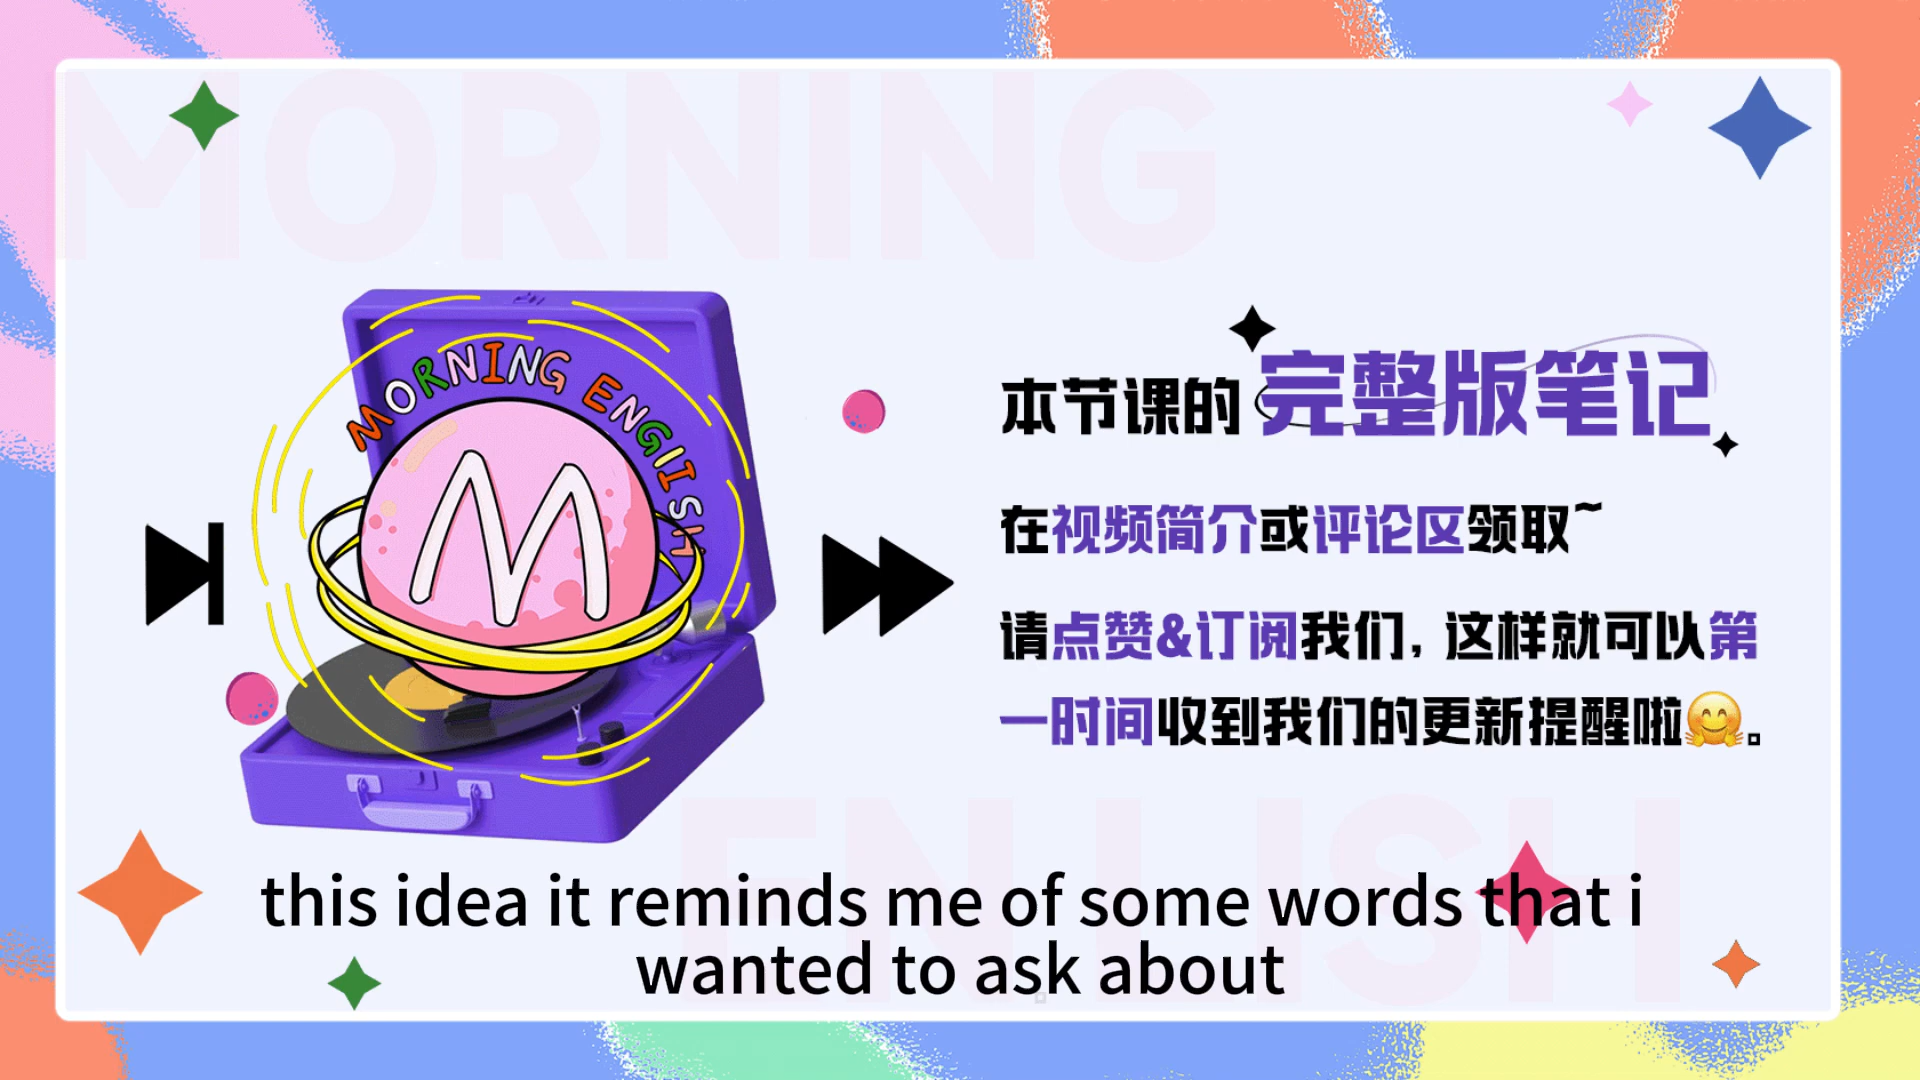 MORNING
MORNING ENGLISH
M
本节课的 完整版笔记
在视频简介或评论区领取~
请点赞&订阅我们，这样就可以第
一时间收到我们的更新提醒啦🤗。
ENLISH
this idea it reminds me of some words that i
wanted to ask about